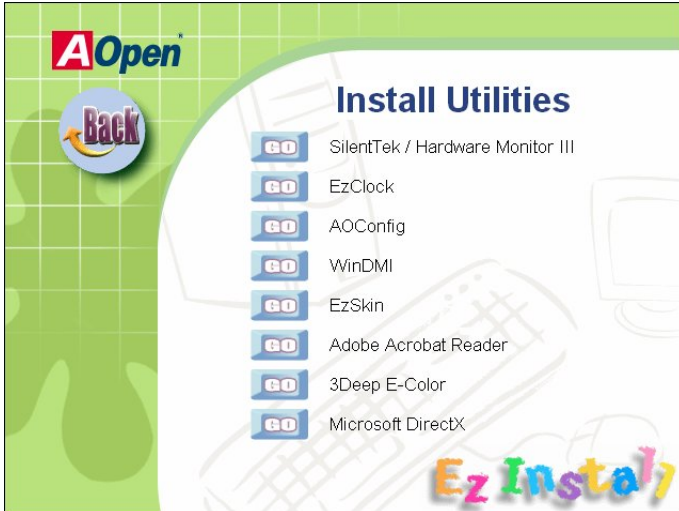 AOpen
Back
Install Utilities
GO SilentTek / Hardware Monitor III
GO EzClock
GO AOConfig
GO WinDMI
GO EzSkin
GO Adobe Acrobat Reader
GO 3Deep E-Color
GO Microsoft DirectX
Ez Install